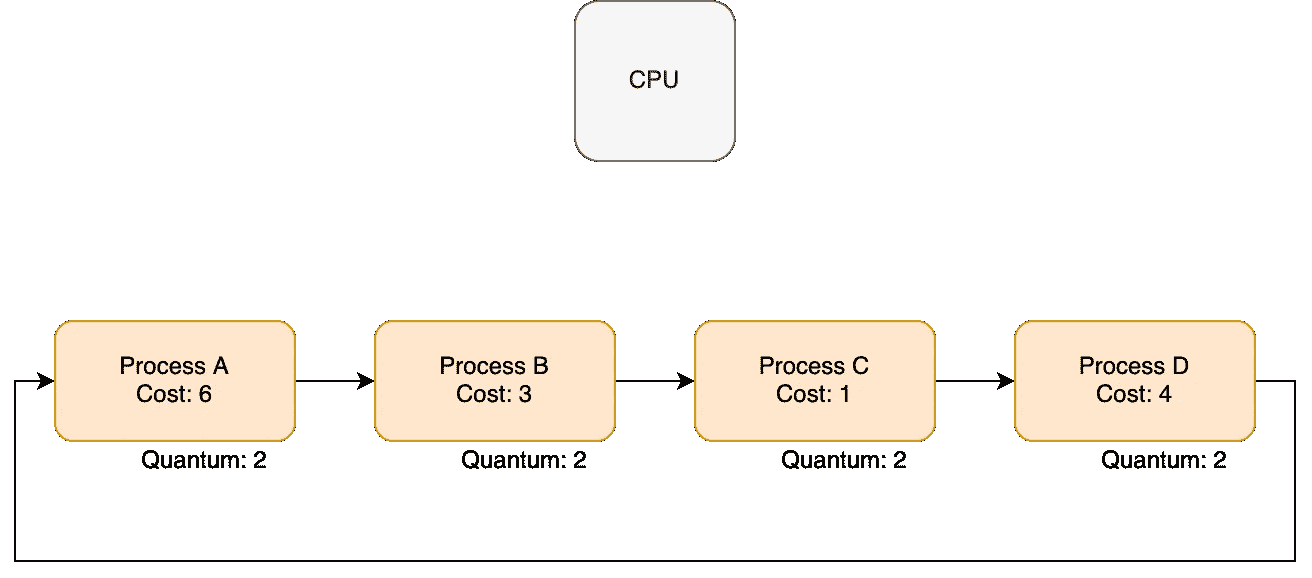 CPU
Process A
Cost: 6
Quantum: 2
Process B
Cost: 3
Quantum: 2
Process C
Cost: 1
Quantum: 2
Process D
Cost: 4
Quantum: 2